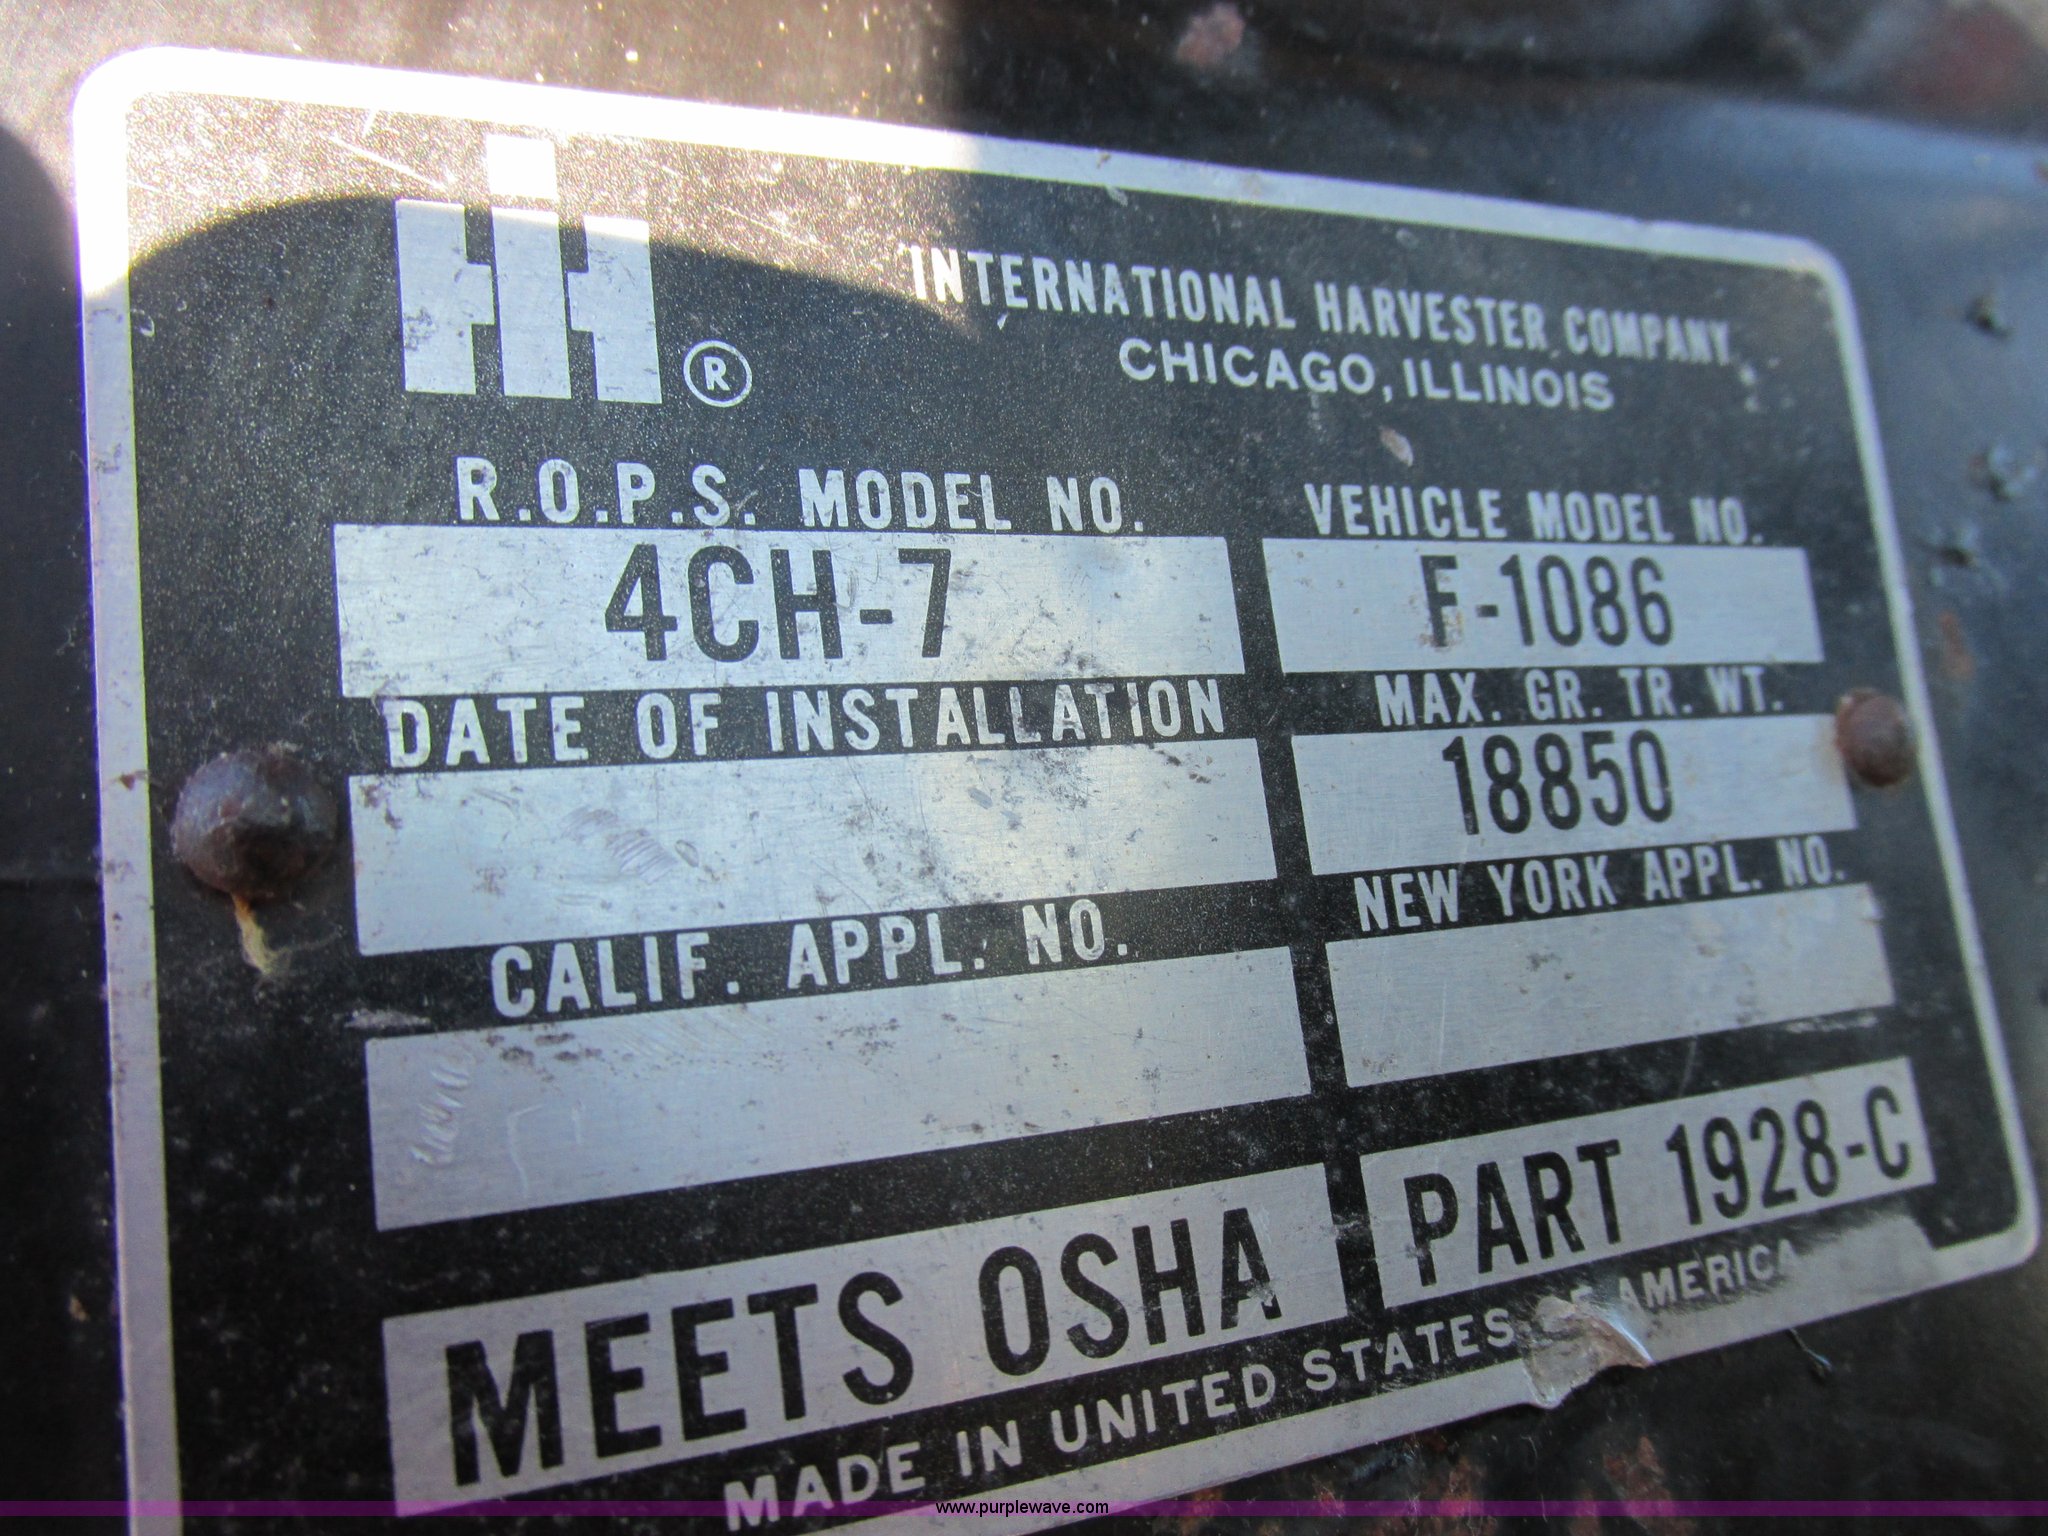 IH ®
INTERNATIONAL HARVESTER COMPANY
CHICAGO, ILLINOIS
R.O.P.S. MODEL NO.
4CH-7
VEHICLE MODEL NO.
F-1086
DATE OF INSTALLATION
MAX. GR. TR. WT.
18850
CALIF. APPL. NO.
NEW YORK APPL. NO.
MEETS OSHA
PART 1928-C
MADE IN UNITED STATES OF AMERICA
www.purplewave.com